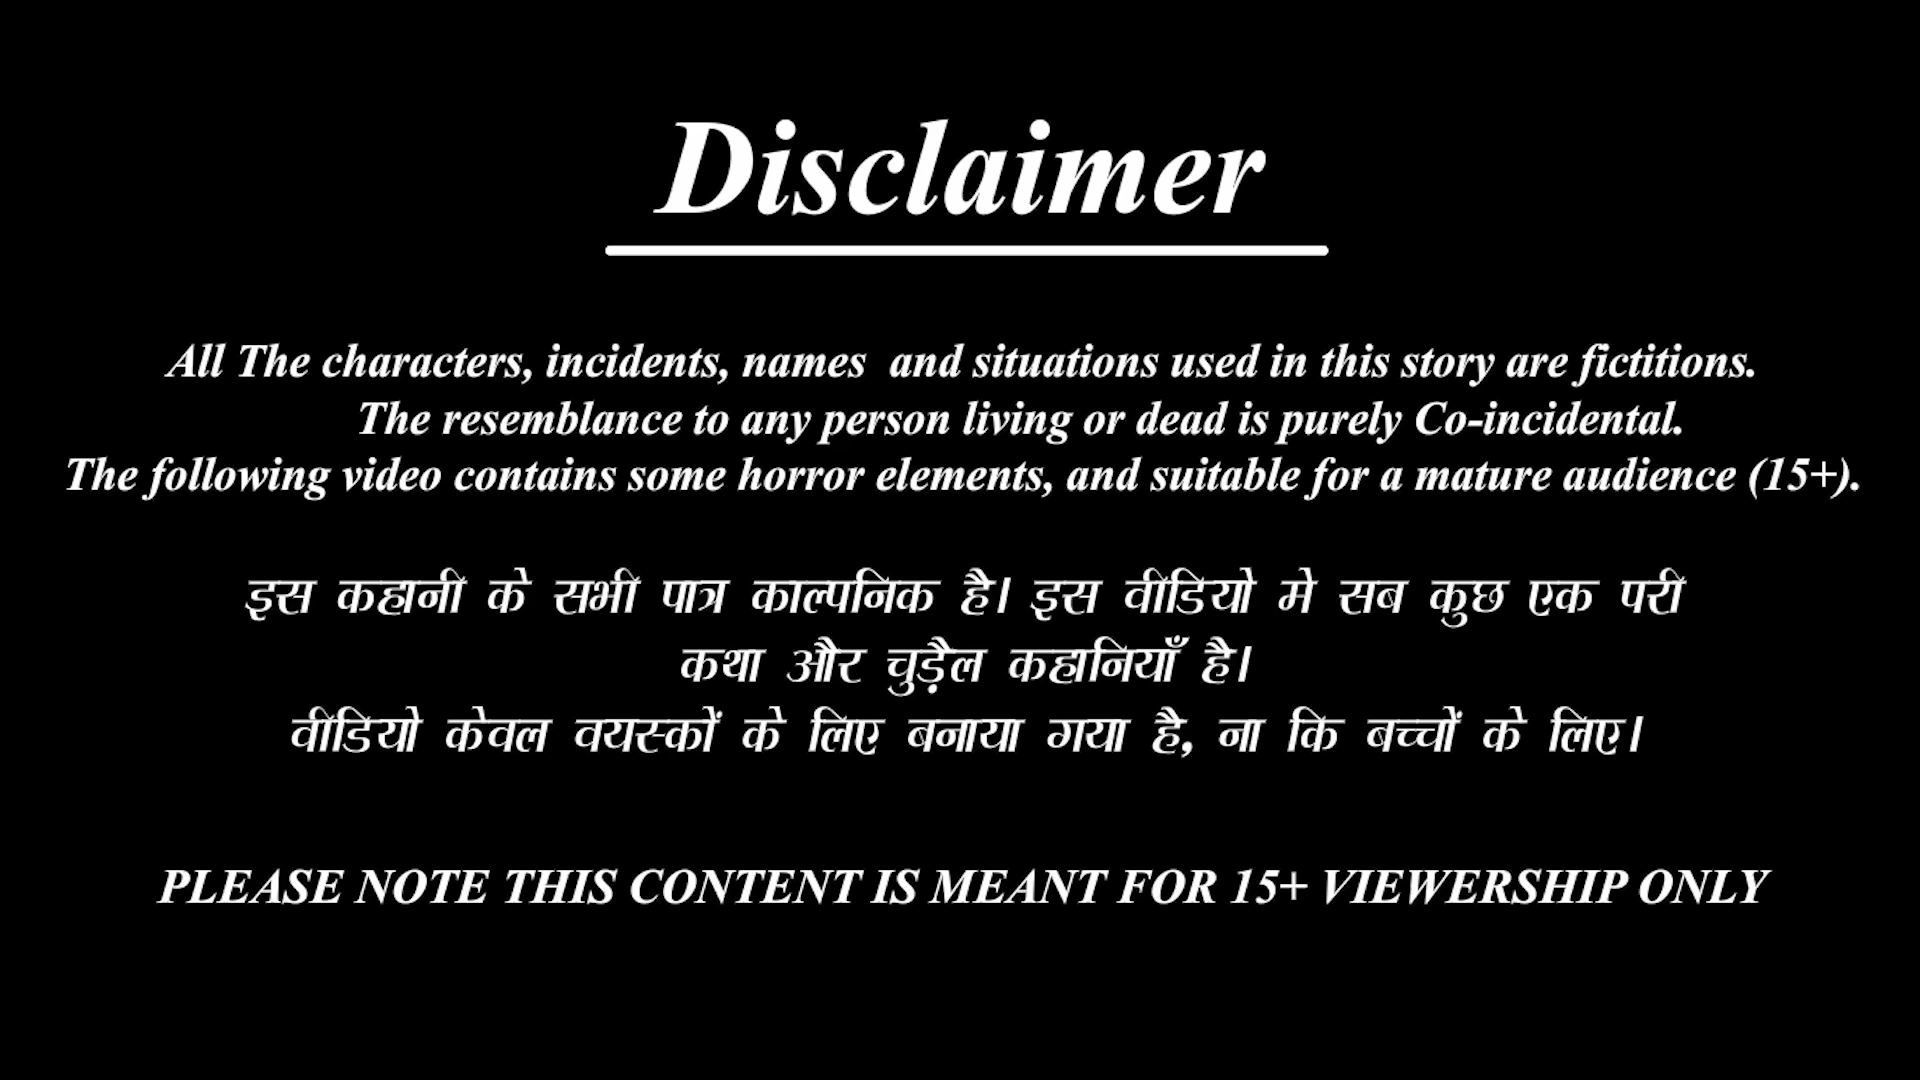 Disclaimer
All The characters, incidents, names and situations used in this story are fictitions.
The resemblance to any person living or dead is purely Co-incidental.
The following video contains some horror elements, and suitable for a mature audience (15+).
इस कहानी के सभी पात्र काल्पनिक है। इस वीडियो मे सब कुछ एक परी
कथा और चुड़ैल कहानियाँ है।
वीडियो केवल वयस्कों के लिए बनाया गया है, ना कि बच्चों के लिए।
PLEASE NOTE THIS CONTENT IS MEANT FOR 15+ VIEWERSHIP ONLY